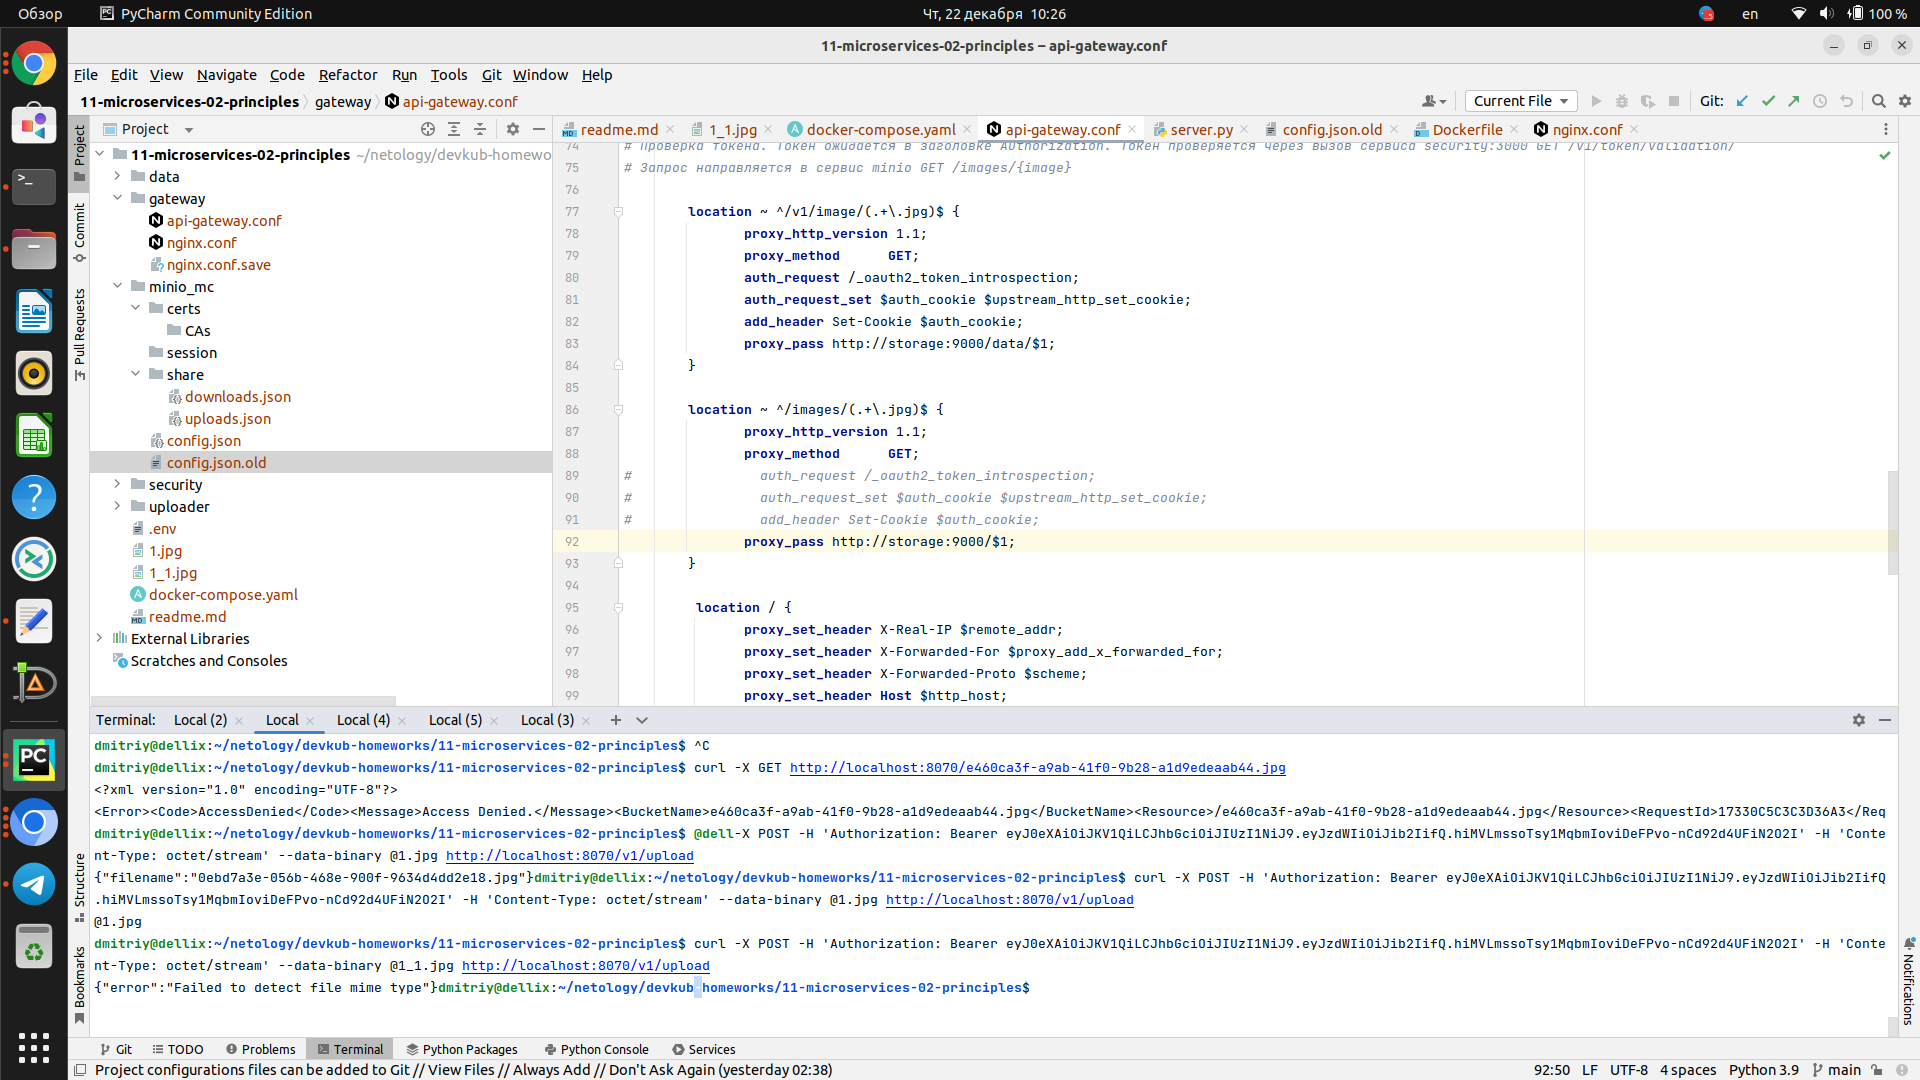 Обзор PyCharm Community Edition Чт, 22 декабря 10:26 en 100 %
11-microservices-02-principles – api-gateway.conf
File Edit View Navigate Code Refactor Run Tools Git Window Help
11-microservices-02-principles gateway api-gateway.conf Current File Git:
Project readme.md 1_1.jpg docker-compose.yaml api-gateway.conf server.py config.json.old Dockerfile nginx.conf
Project
Commit
Pull Requests
Structure
Bookmarks
Notifications
11-microservices-02-principles ~/netology/devkub-homewo
data
gateway
api-gateway.conf
nginx.conf
nginx.conf.save
minio_mc
certs
CAs
session
share
downloads.json
uploads.json
config.json
config.json.old
security
uploader
.env
1.jpg
1_1.jpg
docker-compose.yaml
readme.md
External Libraries
Scratches and Consoles
74 # Проверка токена. Токен ожидается в заголовке Authorization. Токен проверяется через вызов сервиса security:3000 GET /v1/token/validation/
75 # Запрос направляется в сервис minio GET /images/{image}
76
77 location ~ ^/v1/image/(.+\.jpg)$ {
78 proxy_http_version 1.1;
79 proxy_method GET;
80 auth_request /_oauth2_token_introspection;
81 auth_request_set $auth_cookie $upstream_http_set_cookie;
82 add_header Set-Cookie $auth_cookie;
83 proxy_pass http://storage:9000/data/$1;
84 }
85
86 location ~ ^/images/(.+\.jpg)$ {
87 proxy_http_version 1.1;
88 proxy_method GET;
89 # auth_request /_oauth2_token_introspection;
90 # auth_request_set $auth_cookie $upstream_http_set_cookie;
91 # add_header Set-Cookie $auth_cookie;
92 proxy_pass http://storage:9000/$1;
93 }
94
95 location / {
96 proxy_set_header X-Real-IP $remote_addr;
97 proxy_set_header X-Forwarded-For $proxy_add_x_forwarded_for;
98 proxy_set_header X-Forwarded-Proto $scheme;
99 proxy_set_header Host $http_host;
Terminal: Local (2) Local Local (4) Local (5) Local (3)
dmitriy@dellix:~/netology/devkub-homeworks/11-microservices-02-principles$ ^C
dmitriy@dellix:~/netology/devkub-homeworks/11-microservices-02-principles$ curl -X GET http://localhost:8070/e460ca3f-a9ab-41f0-9b28-a1d9edeaab44.jpg
<?xml version="1.0" encoding="UTF-8"?>
<Error><Code>AccessDenied</Code><Message>Access Denied.</Message><BucketName>e460ca3f-a9ab-41f0-9b28-a1d9edeaab44.jpg</BucketName><Resource>/e460ca3f-a9ab-41f0-9b28-a1d9edeaab44.jpg</Resource><RequestId>17330C5C3C3D36A3</Req
dmitriy@dellix:~/netology/devkub-homeworks/11-microservices-02-principles$ @dell-X POST -H 'Authorization: Bearer eyJ0eXAiOiJKV1QiLCJhbGciOiJIUzI1NiJ9.eyJzdWIiOiJib2IifQ.hiMVLmssoTsy1MqbmIoviDeFPvo-nCd92d4UFiN2O2I' -H 'Conte
nt-Type: octet/stream' --data-binary @1.jpg http://localhost:8070/v1/upload
{"filename":"0ebd7a3e-056b-468e-900f-9634d4dd2e18.jpg"}dmitriy@dellix:~/netology/devkub-homeworks/11-microservices-02-principles$ curl -X POST -H 'Authorization: Bearer eyJ0eXAiOiJKV1QiLCJhbGciOiJIUzI1NiJ9.eyJzdWIiOiJib2IifQ
.hiMVLmssoTsy1MqbmIoviDeFPvo-nCd92d4UFiN2O2I' -H 'Content-Type: octet/stream' --data-binary @1.jpg http://localhost:8070/v1/upload
@1.jpg
dmitriy@dellix:~/netology/devkub-homeworks/11-microservices-02-principles$ curl -X POST -H 'Authorization: Bearer eyJ0eXAiOiJKV1QiLCJhbGciOiJIUzI1NiJ9.eyJzdWIiOiJib2IifQ.hiMVLmssoTsy1MqbmIoviDeFPvo-nCd92d4UFiN2O2I' -H 'Conte
nt-Type: octet/stream' --data-binary @1_1.jpg http://localhost:8070/v1/upload
{"error":"Failed to detect file mime type"}dmitriy@dellix:~/netology/devkub-homeworks/11-microservices-02-principles$
Git TODO Problems Terminal Python Packages Python Console Services
Project configurations files can be added to Git // View Files // Always Add // Don't Ask Again (yesterday 02:38) 92:50 LF UTF-8 4 spaces Python 3.9 main